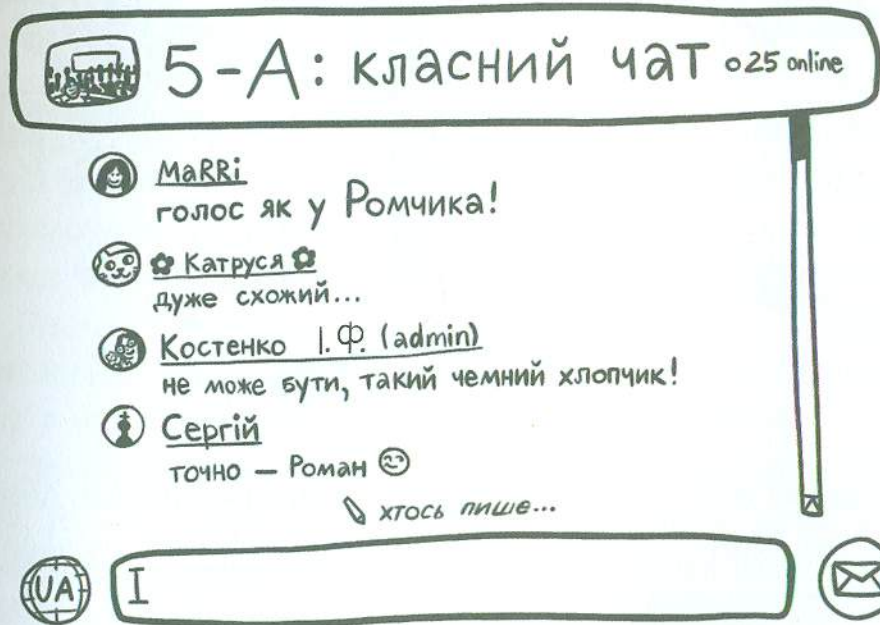 5-А: класний чат 25 online
MaRRi
голос як у Ромчика!
Катруся
дуже схожий...
Костенко І.Ф. (admin)
не може бути, такий чемний хлопчик!
Сергій
точно — Роман 😊
хтось пише...
UA